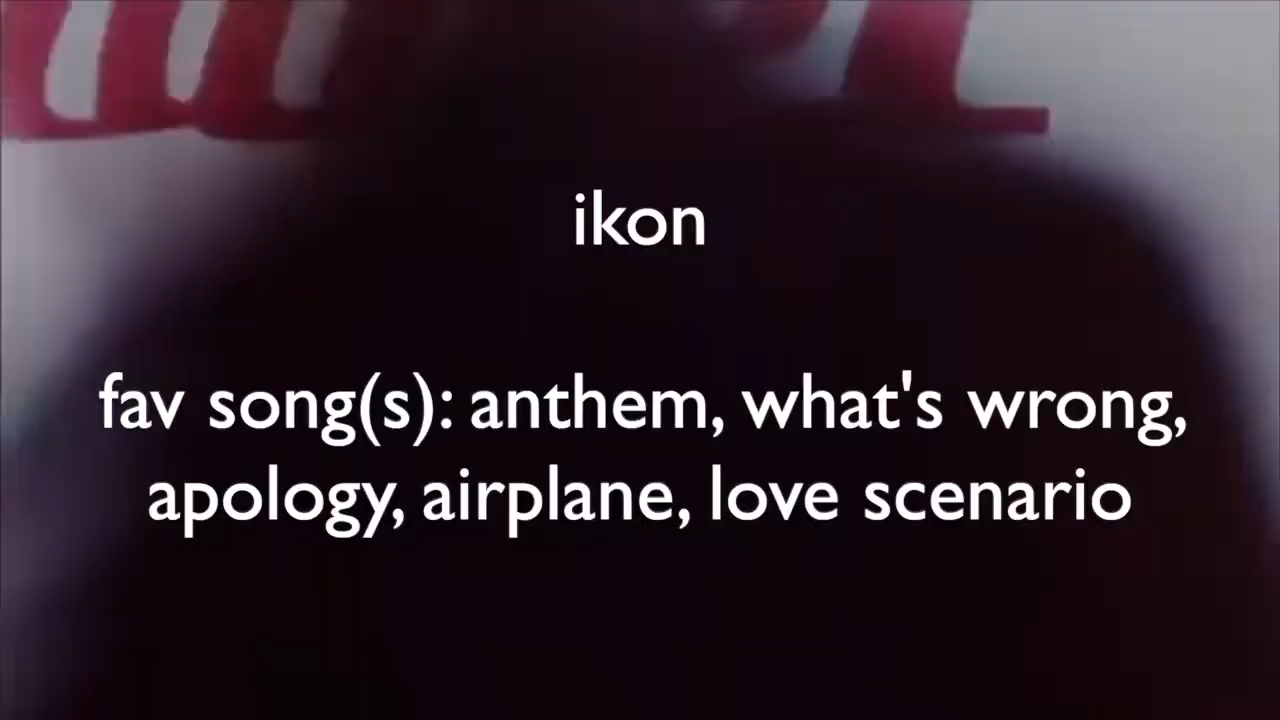 ikon
fav song(s): anthem, what's wrong,
apology, airplane, love scenario